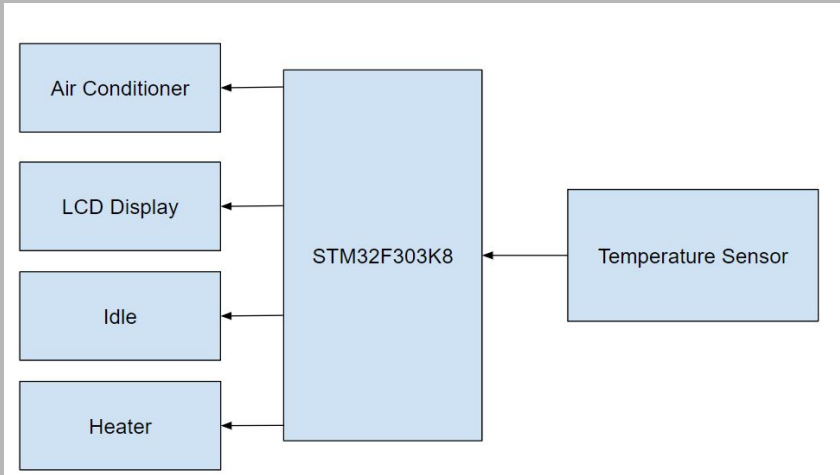 Air Conditioner
LCD Display
Idle
Heater
STM32F303K8
Temperature Sensor